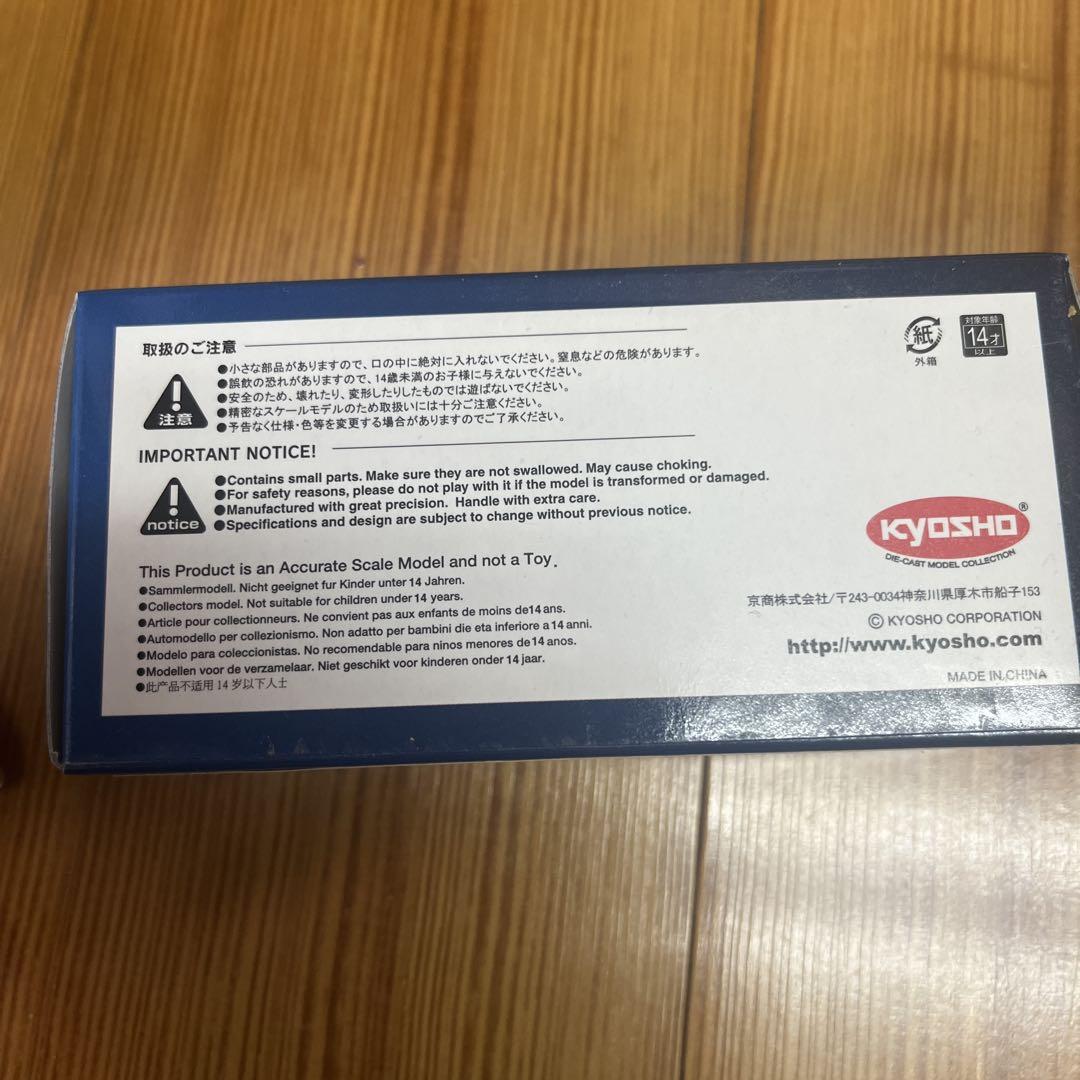 取扱のご注意
注意
●小さな部品がありますので、口の中に絶対に入れないでください。窒息などの危険があります。
●誤飲の恐れがありますので、14歳未満のお子様に与えないでください。
●安全のため、壊れたり、変形したりしたものでは遊ばないでください。
●精密なスケールモデルのため取扱いには十分ご注意ください。
●予告なく仕様・色等を変更する場合がありますのでご了承ください。
紙
外箱
対象年齢
14才
以上
IMPORTANT NOTICE!
notice
●Contains small parts. Make sure they are not swallowed. May cause choking.
●For safety reasons, please do not play with it if the model is transformed or damaged.
●Manufactured with great precision. Handle with extra care.
●Specifications and design are subject to change without previous notice.
This Product is an Accurate Scale Model and not a Toy.
●Sammlermodell. Nicht geeignet fur Kinder unter 14 Jahren.
●Collectors model. Not suitable for children under 14 years.
●Article pour collectionneurs. Ne convient pas aux enfants de moins de14 ans.
●Automodello per collezionismo. Non adatto per bambini die eta inferiore a 14 anni.
●Modelo para coleccionistas. No recomendable para ninos menores de 14 anos.
●Modellen voor de verzamelaar. Niet geschikt voor kinderen onder 14 jaar.
●此产品不适用 14 岁以下人士
KYOSHO®
DIE-CAST MODEL COLLECTION
京商株式会社/〒243-0034神奈川県厚木市船子153
© KYOSHO CORPORATION
http://www.kyosho.com
MADE IN CHINA